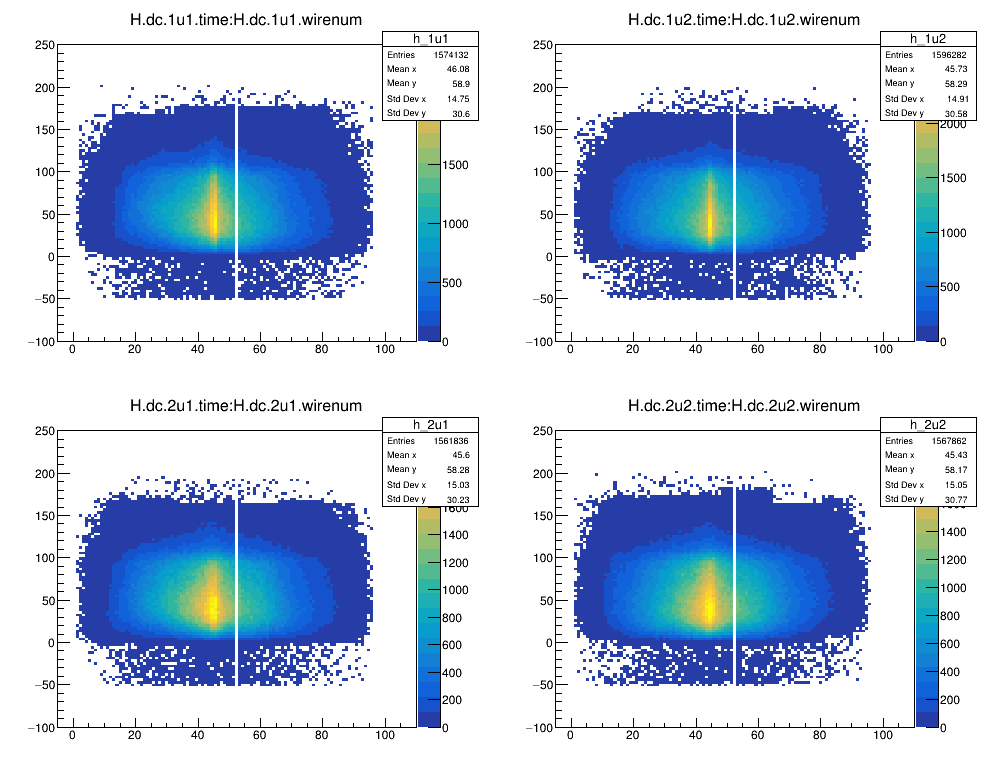 H.dc.1u1.time:H.dc.1u1.wirenum
h_1u1
Entries 1574132
Mean x 46.08
Mean y 58.9
Std Dev x 14.75
Std Dev y 30.6
250
200
150
100
50
0
−50
−100
0 20 40 60 80 100
1500
1000
500
0
H.dc.1u2.time:H.dc.1u2.wirenum
h_1u2
Entries 1596282
Mean x 45.73
Mean y 58.29
Std Dev x 14.91
Std Dev y 30.58
250
200
150
100
50
0
−50
−100
0 20 40 60 80 100
2000
1500
1000
500
0
H.dc.2u1.time:H.dc.2u1.wirenum
h_2u1
Entries 1561836
Mean x 45.6
Mean y 58.28
Std Dev x 15.03
Std Dev y 30.23
250
200
150
100
50
0
−50
−100
0 20 40 60 80 100
1600
1400
1200
1000
800
600
400
200
0
H.dc.2u2.time:H.dc.2u2.wirenum
h_2u2
Entries 1567862
Mean x 45.43
Mean y 58.17
Std Dev x 15.05
Std Dev y 30.77
250
200
150
100
50
0
−50
−100
0 20 40 60 80 100
1400
1200
1000
800
600
400
200
0